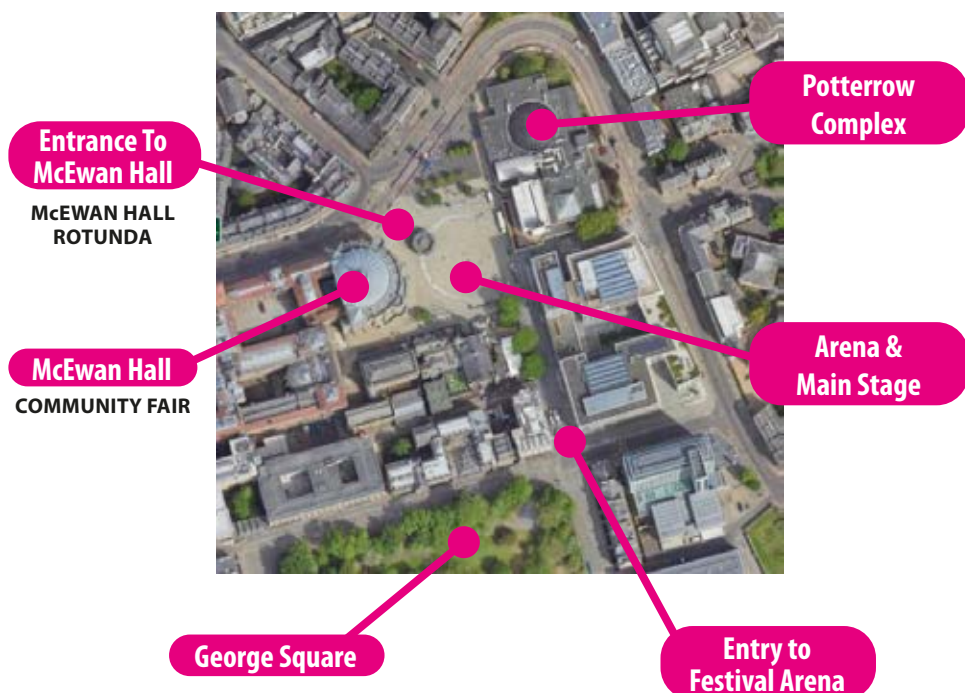 Potterrow
Complex
Entrance To
McEwan Hall
McEWAN HALL
ROTUNDA
McEwan Hall
COMMUNITY FAIR
Arena &
Main Stage
George Square
Entry to
Festival Arena